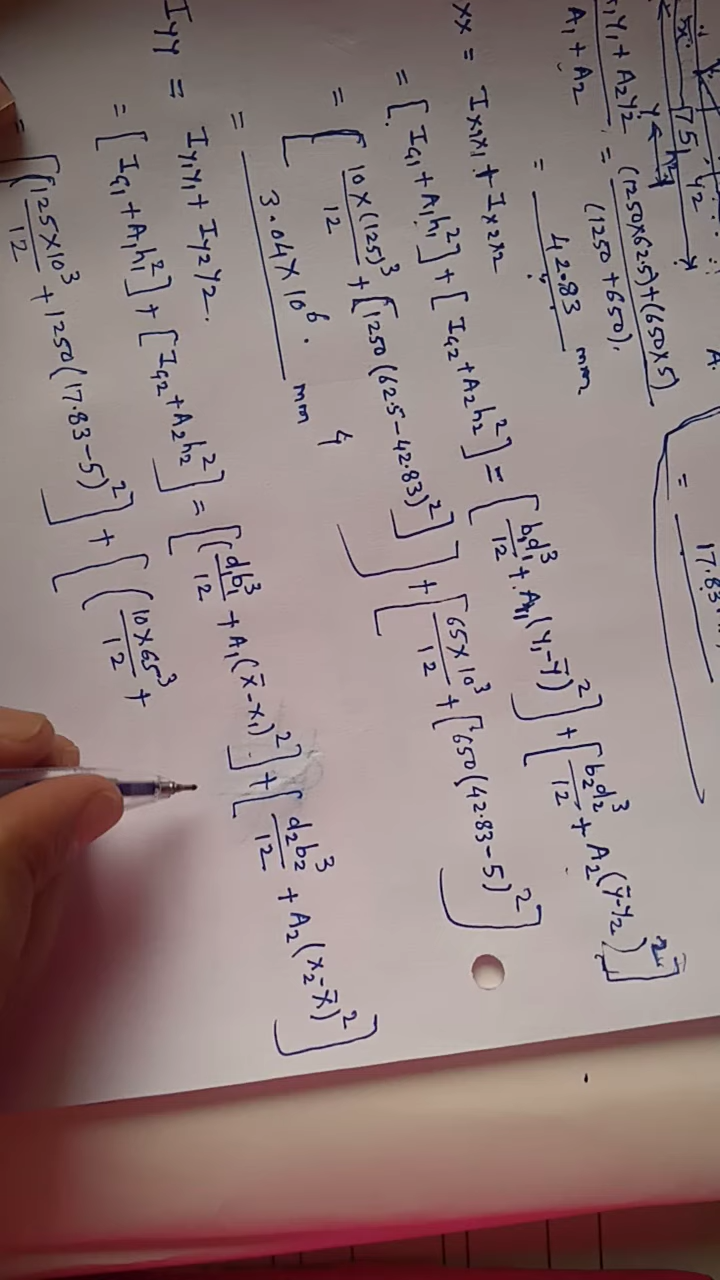 75
A₁y₁ + A₂y₂ / A₁ + A₂ = (1250×62.5)+(650×5) / (1250+650).
= 42.83 mm
= 17.83
xx = Ix₁x₁ + Ix₂x₂
= [IG₁ + A₁h₁²] + [IG₂ + A₂h₂²] = [b₁d₁³/12 + A₁(y₁-ȳ)²] + [b₂d₂³/12 + A₂(ȳ-y₂)²]
= [10×(125)³/12 + [1250(62.5-42.83)²]] + [65×10³/12 + [650(42.83-5)²]
= 3.04×10⁶. mm⁴
Iyy = Iy₁y₁ + Iy₂y₂.
= [IG₁ + A₁h₁²] + [IG₂ + A₂h₂²] = [(d₁b₁³/12 + A₁(x̄-x₁)²] + [d₂b₂³/12 + A₂(x₂-x̄)²]
= [(125×10³/12 + 1250(17.83-5)²] + [(10×65³/12 +